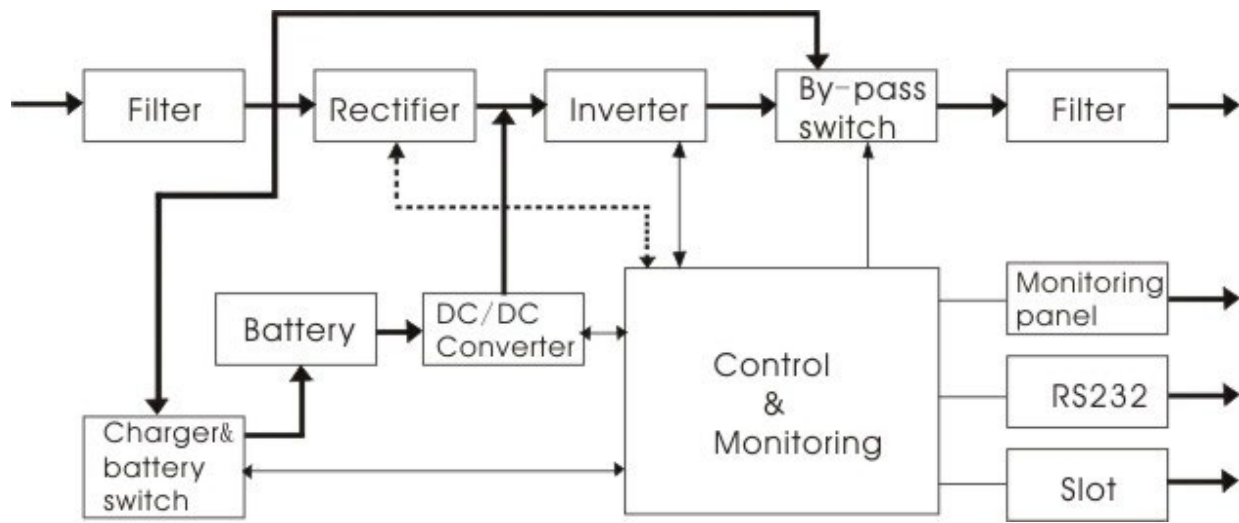 Filter
Rectifier
Inverter
By-pass
switch
Filter
Battery
DC/DC
Converter
Control
&
Monitoring
Monitoring
panel
RS232
Slot
Charger&
battery
switch